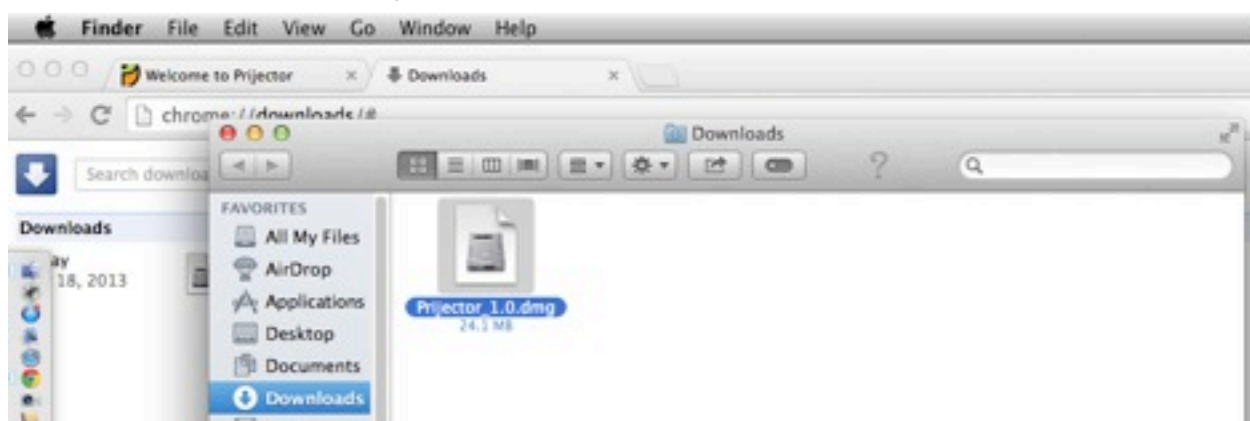 Finder File Edit View Go Window Help
Welcome to Prijector Downloads
chrome://downloads/#
Downloads
Search downloa
FAVORITES
Downloads
All My Files
18, 2013
AirDrop
Applications
Prijector_1.0.dmg
24.1 MB
Desktop
Documents
Downloads